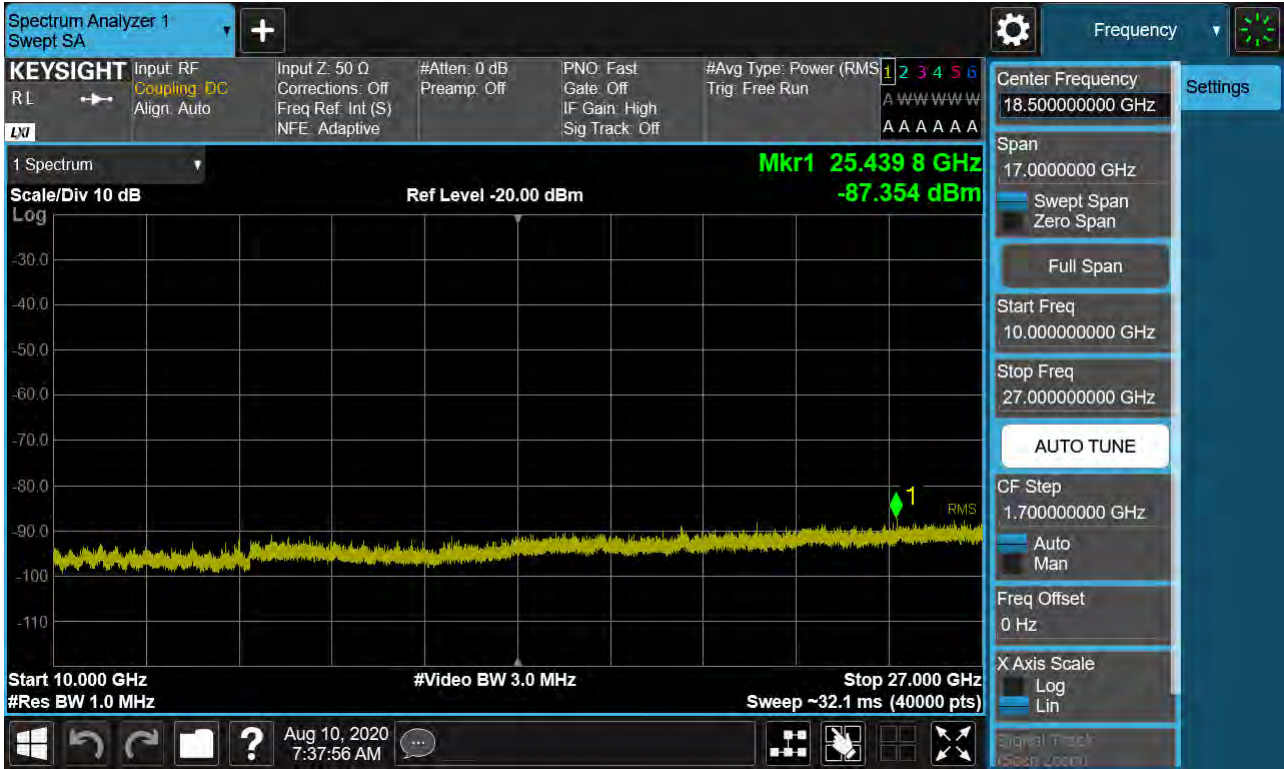 Spectrum Analyzer 1
Swept SA
+
Frequency
KEYSIGHT
R L
LXI
Input: RF
Coupling: DC
Align: Auto
Input Z: 50 Ω
Corrections: Off
Freq Ref: Int (S)
NFE: Adaptive
#Atten: 0 dB
Preamp: Off
PNO: Fast
Gate: Off
IF Gain: High
Sig Track: Off
#Avg Type: Power (RMS
Trig: Free Run
1 2 3 4 5 6
A W W W W W
A A A A A A
1 Spectrum
Scale/Div 10 dB
Ref Level -20.00 dBm
Mkr1 25.439 8 GHz
-87.354 dBm
Log
-30.0
-40.0
-50.0
-60.0
-70.0
-80.0
-90.0
-100
-110
1
RMS
Start 10.000 GHz
#Video BW 3.0 MHz
Stop 27.000 GHz
#Res BW 1.0 MHz
Sweep ~32.1 ms (40000 pts)
Center Frequency
18.500000000 GHz
Settings
Span
17.0000000 GHz
Swept Span
Zero Span
Full Span
Start Freq
10.000000000 GHz
Stop Freq
27.000000000 GHz
AUTO TUNE
CF Step
1.700000000 GHz
Auto
Man
Freq Offset
0 Hz
X Axis Scale
Log
Lin
Signal Track
(Span Zoom)
?
Aug 10, 2020
7:37:56 AM